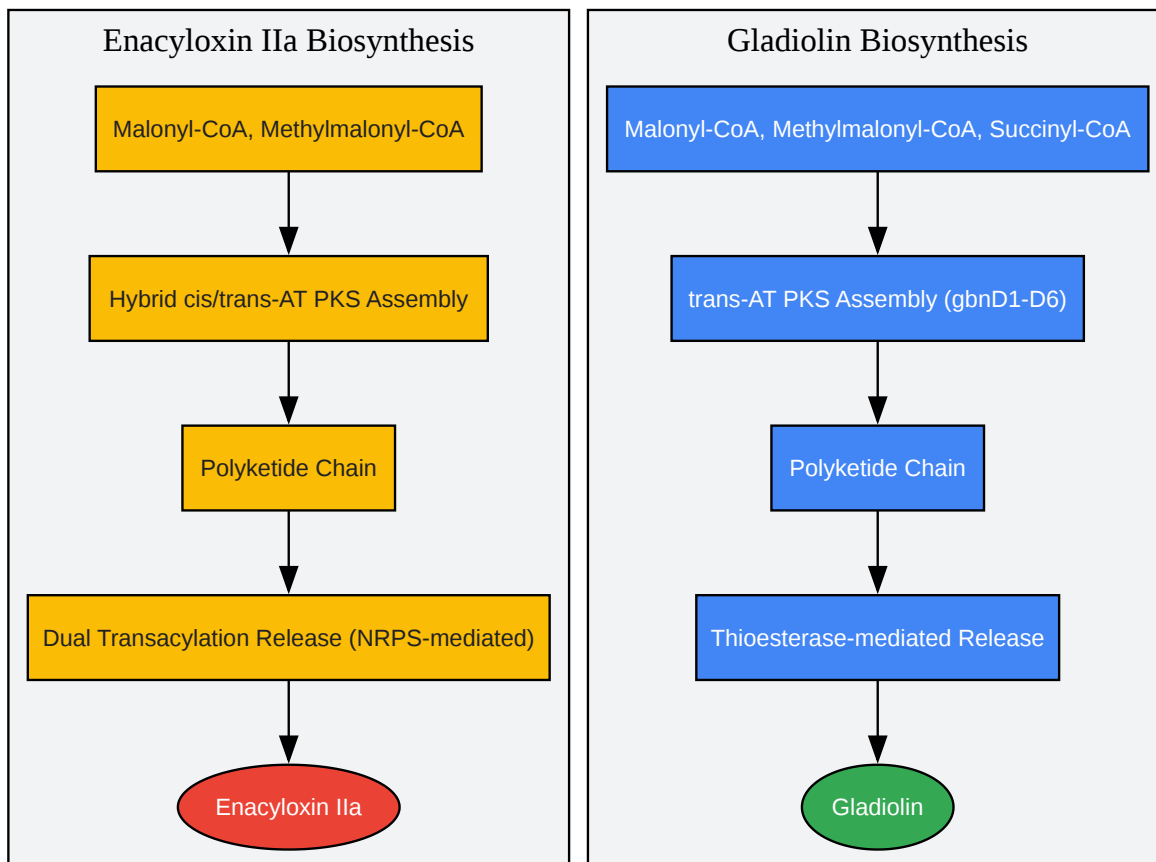 Enacyloxin IIa Biosynthesis
Malonyl-CoA, Methylmalonyl-CoA
Hybrid cis/trans-AT PKS Assembly
Polyketide Chain
Dual Transacylation Release (NRPS-mediated)
Enacyloxin IIa
Gladiolin Biosynthesis
Malonyl-CoA, Methylmalonyl-CoA, Succinyl-CoA
trans-AT PKS Assembly (gbnD1-D6)
Polyketide Chain
Thioesterase-mediated Release
Gladiolin